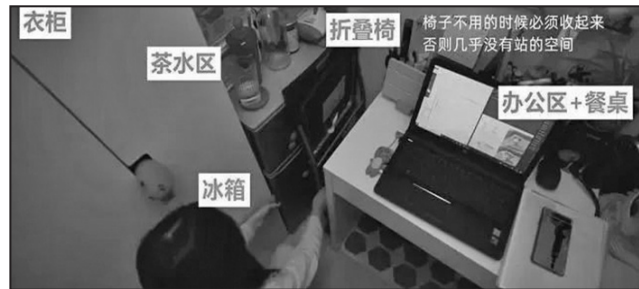 衣柜
茶水区
折叠椅
椅子不用的时候必须收起来
否则几乎没有站的空间
办公区+餐桌
冰箱